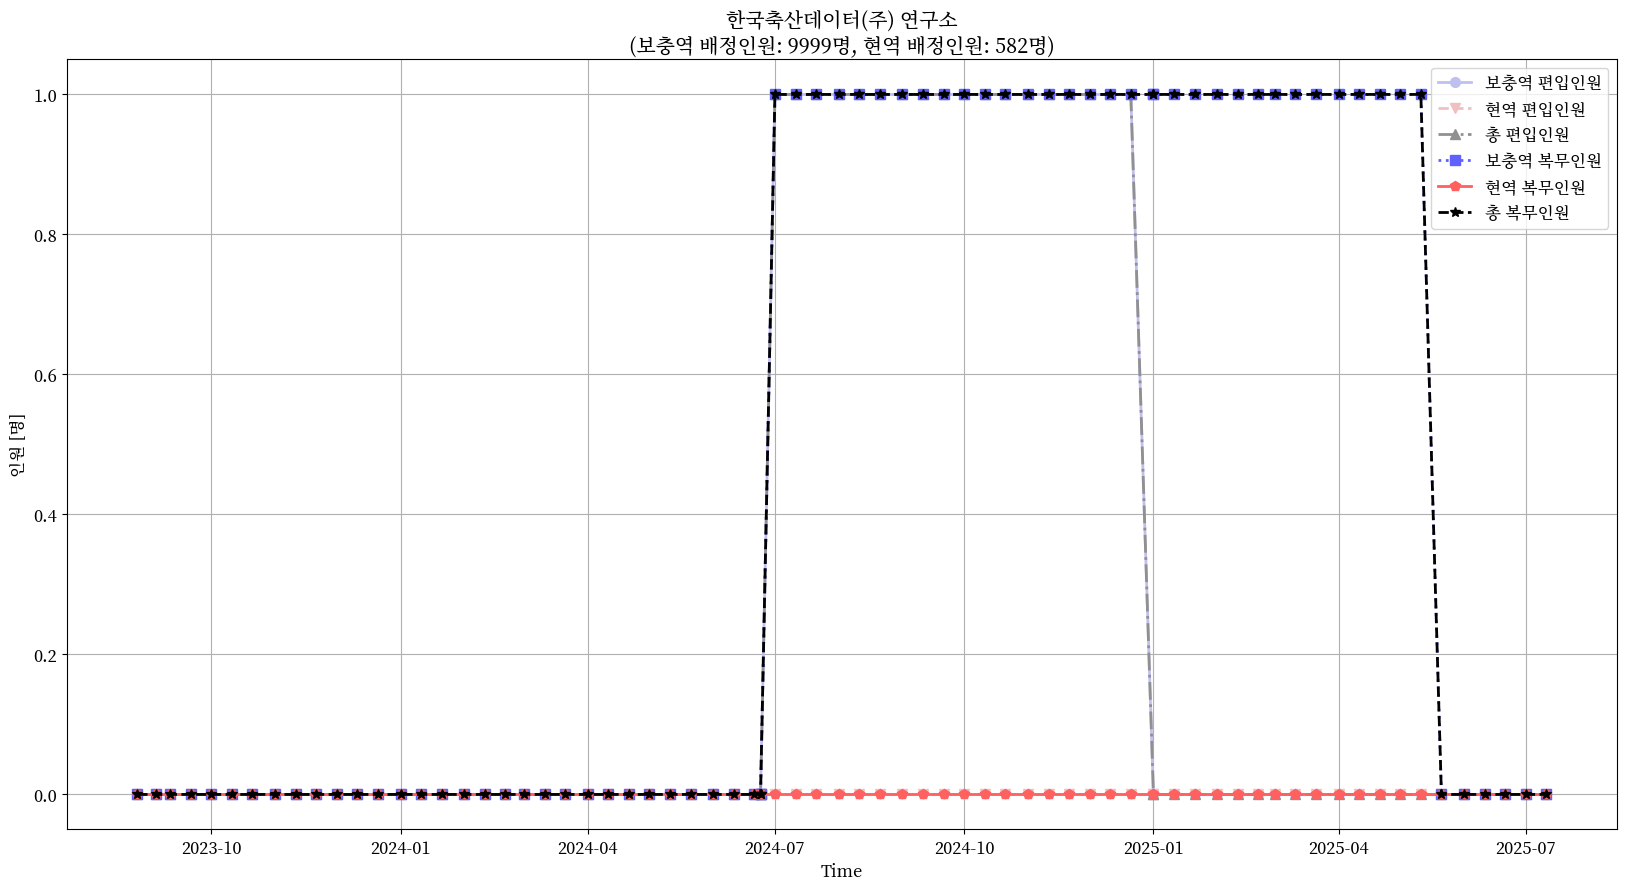 한국축산데이터(주) 연구소
(보충역 배정인원: 9999명, 현역 배정인원: 582명)
보충역 편입인원
현역 편입인원
총 편입인원
보충역 복무인원
현역 복무인원
총 복무인원
인원 [명]
1.0
0.8
0.6
0.4
0.2
0.0
2023-10
2024-01
2024-04
2024-07
2024-10
2025-01
2025-04
2025-07
Time